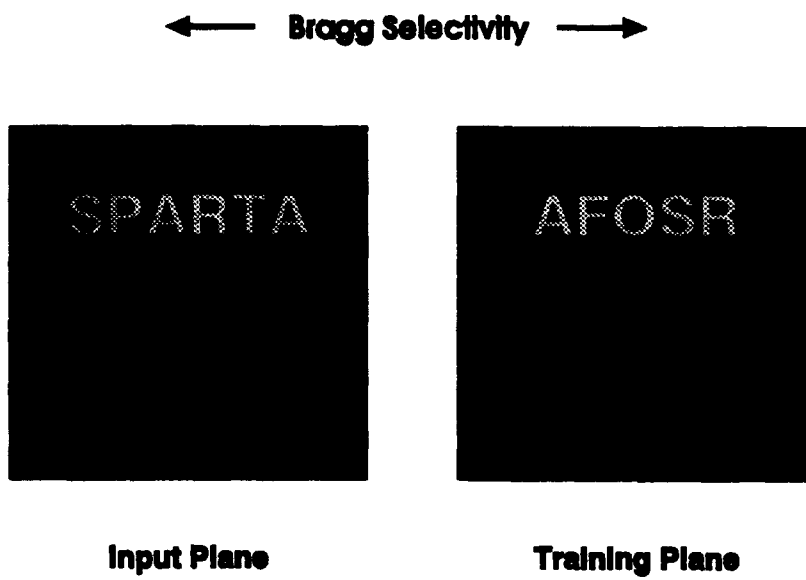 Bragg Selectivity
SPARTA
AFOSR
Input Plane
Training Plane